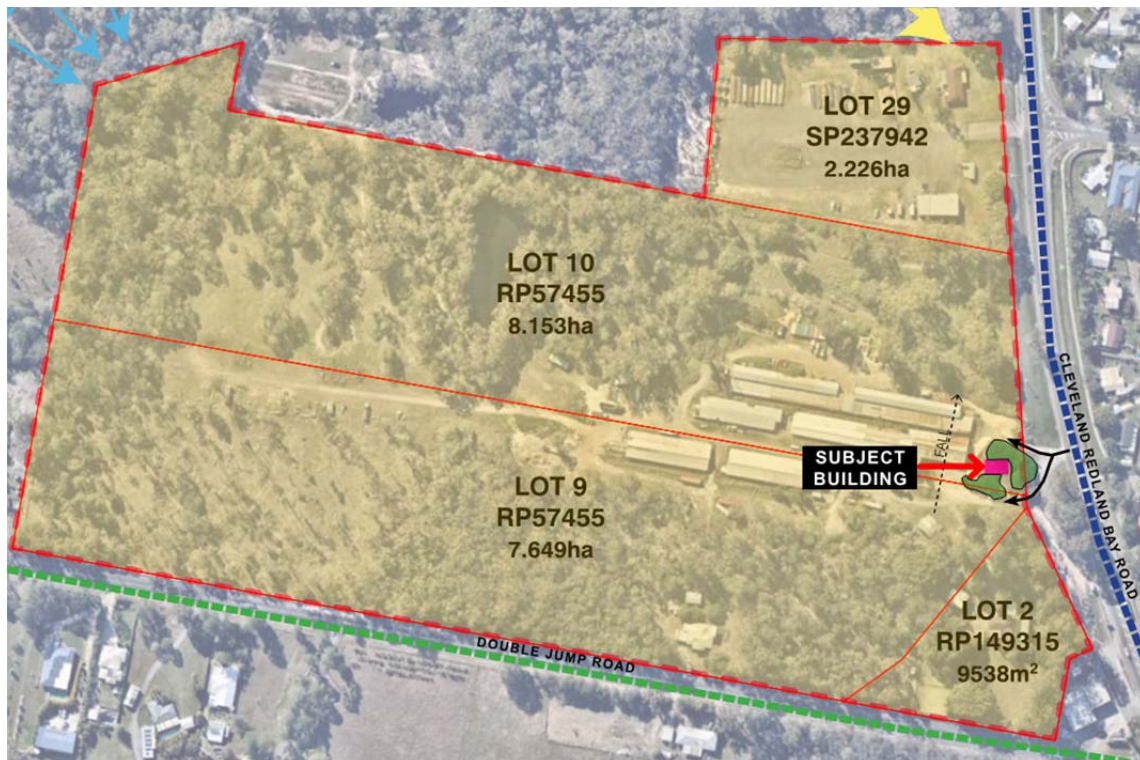 LOT 29
SP237942
2.226ha
LOT 10
RP57455
8.153ha
CLEVELAND REDLAND BAY ROAD
FALL
SUBJECT
BUILDING
LOT 9
RP57455
7.649ha
LOT 2
RP149315
9538m²
DOUBLE JUMP ROAD